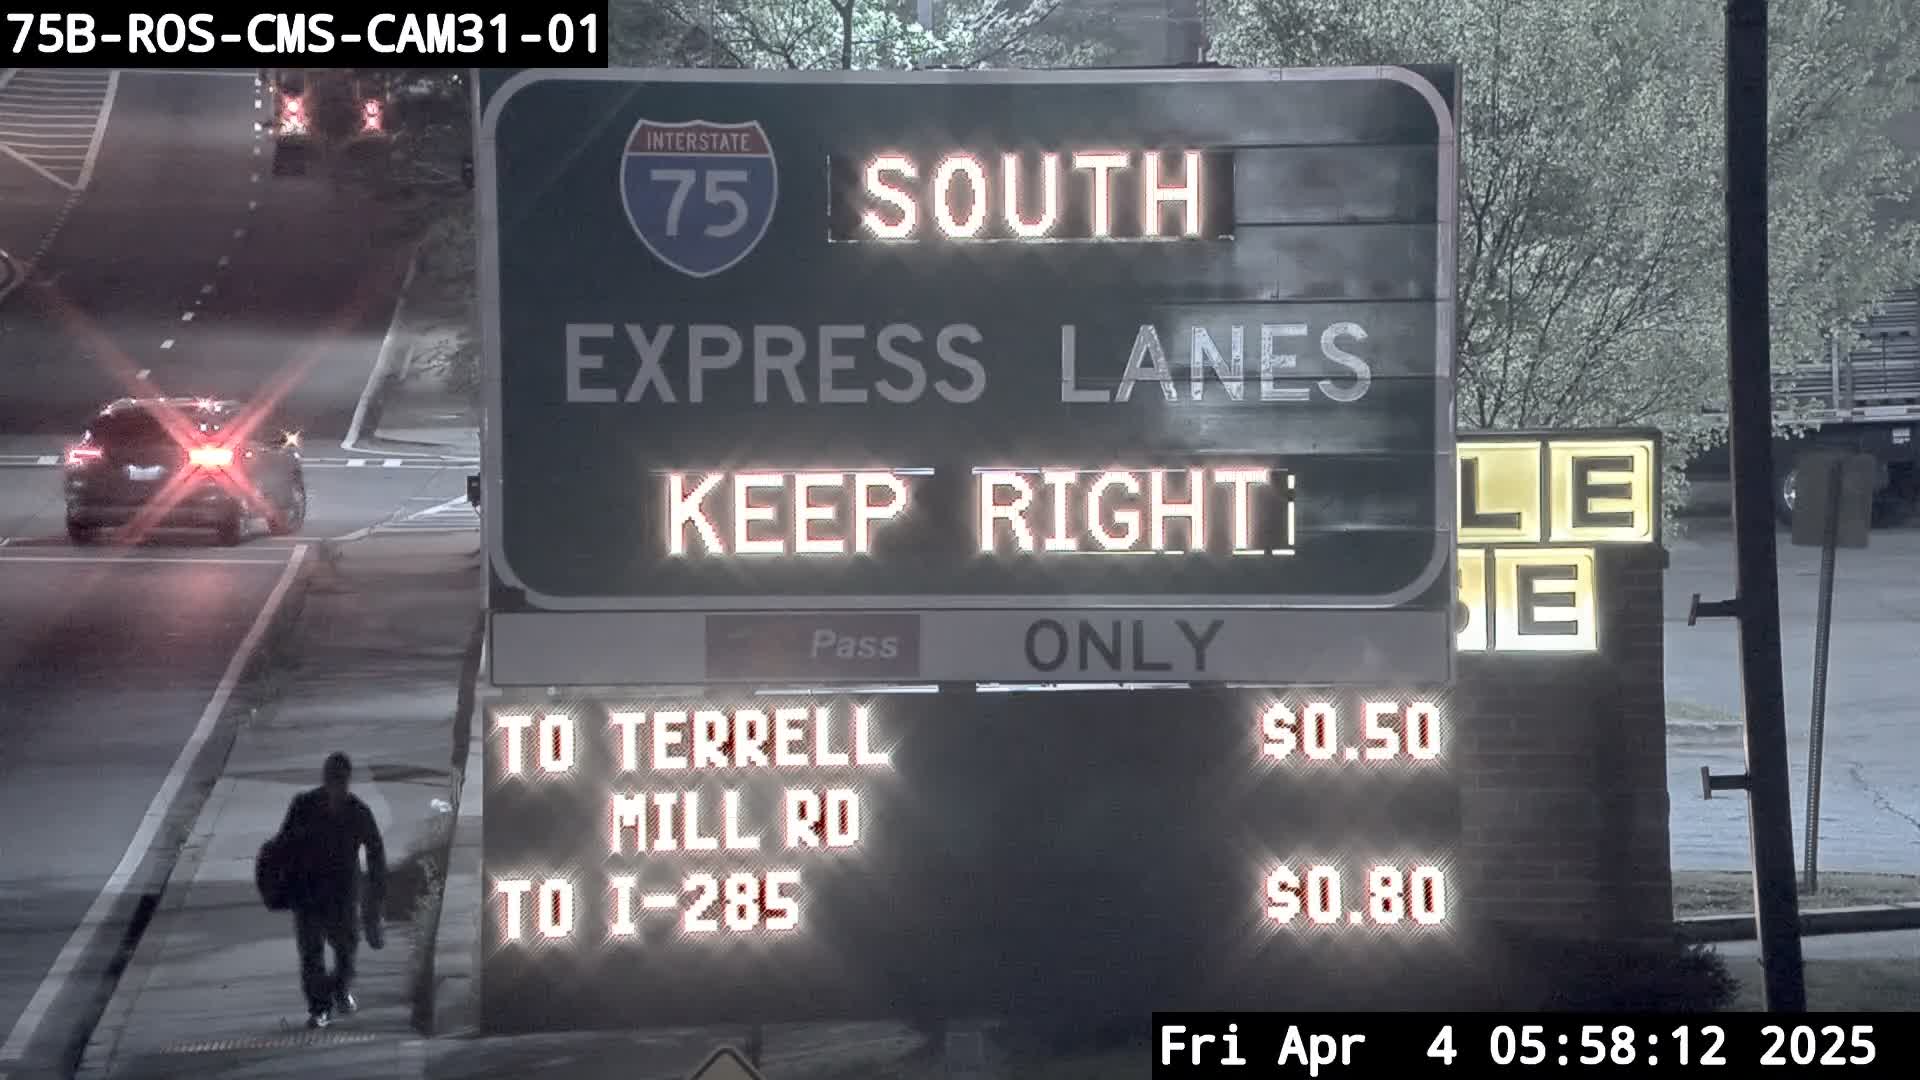 75B-ROS-CMS-CAM31-01
INTERSTATE
75
SOUTH
EXPRESS LANES
KEEP RIGHT
Pass ONLY
TO TERRELL $0.50
MILL RD
TO I-285 $0.80
LE
E
Fri Apr 4 05:58:12 2025